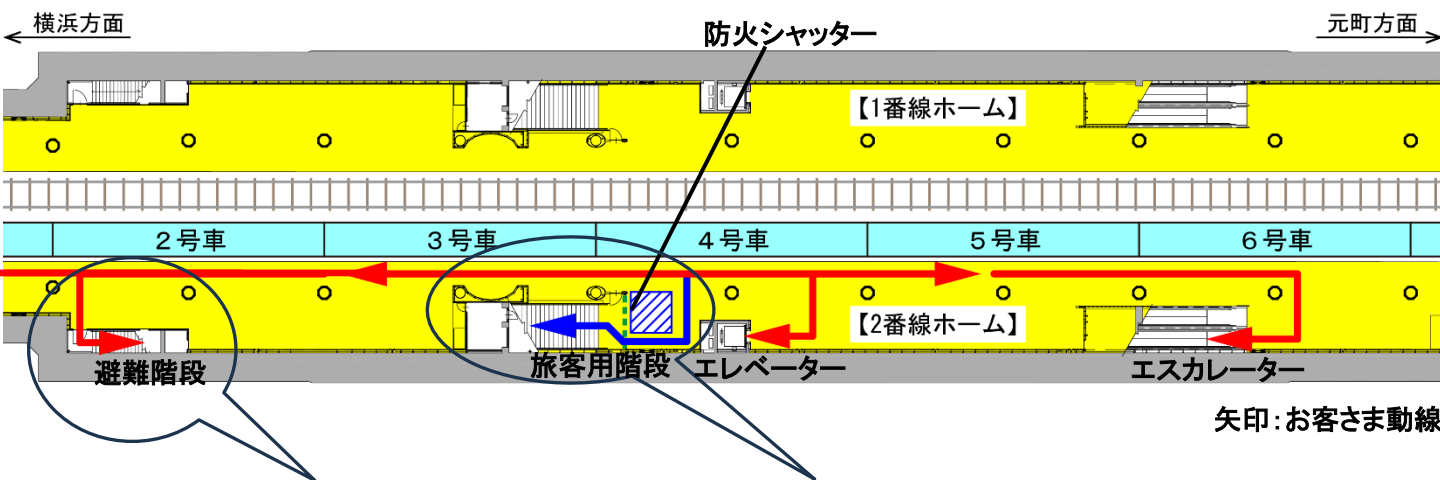 横浜方面
元町方面
防火シャッター
【1番線ホーム】
2号車
3号車
4号車
5号車
6号車
【2番線ホーム】
避難階段
旅客用階段
エレベーター
エスカレーター
矢印:お客さま動線